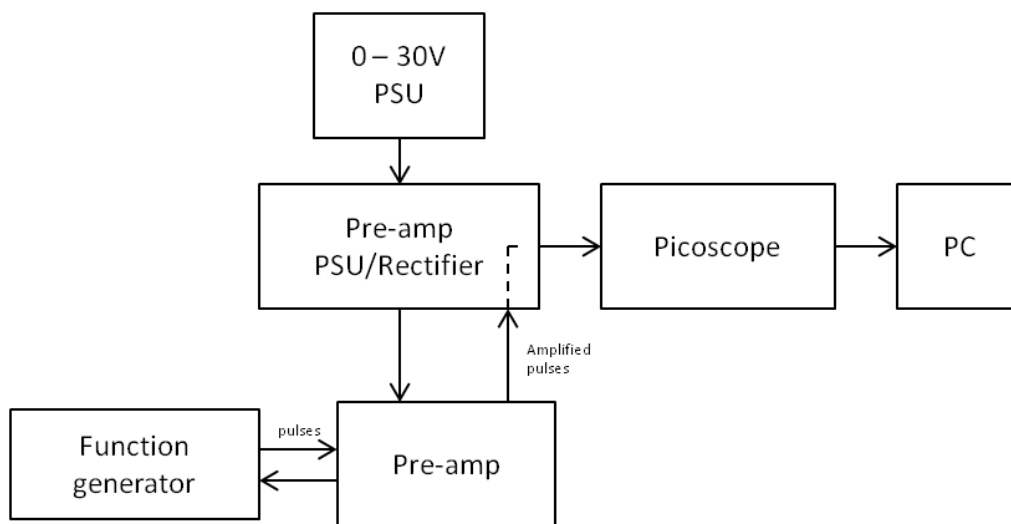 0 – 30V
PSU
Pre-amp
PSU/Rectifier
Picoscope
PC
Amplified
pulses
pulses
Function
generator
Pre-amp